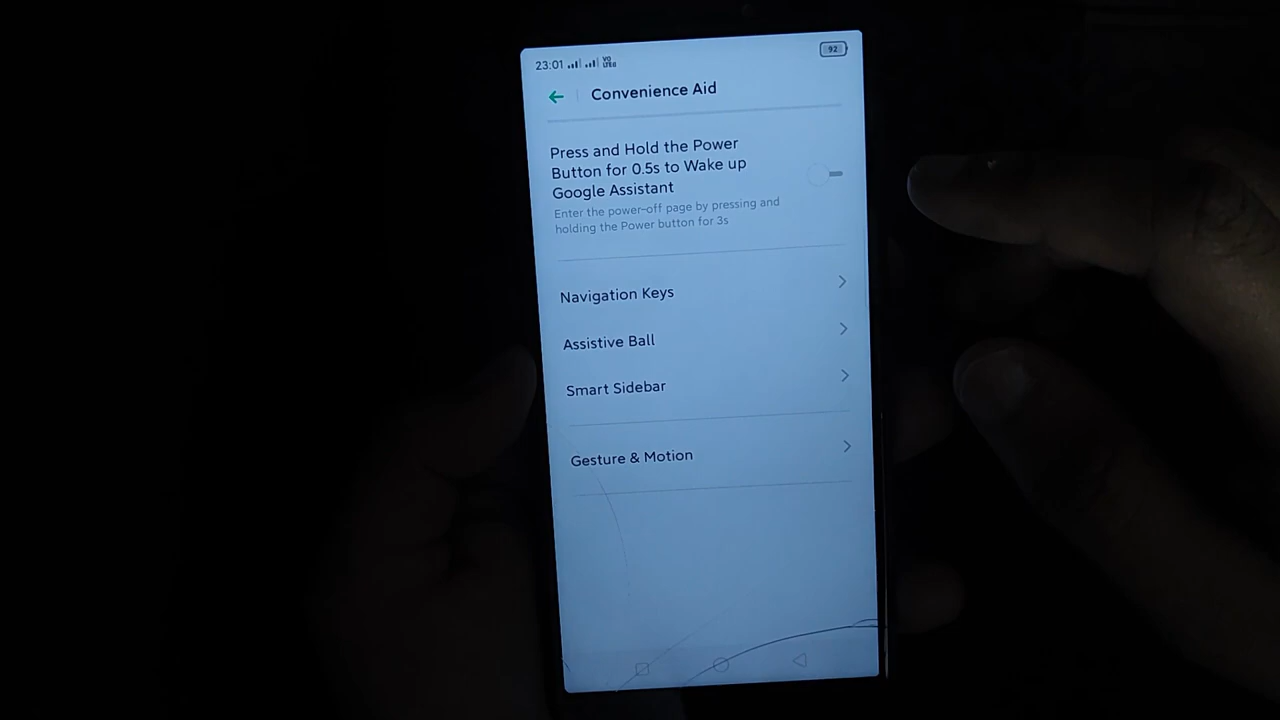 23:01 VO LTE 92
Convenience Aid
Press and Hold the Power
Button for 0.5s to Wake up
Google Assistant
Enter the power-off page by pressing and
holding the Power button for 3s
Navigation Keys
Assistive Ball
Smart Sidebar
Gesture & Motion